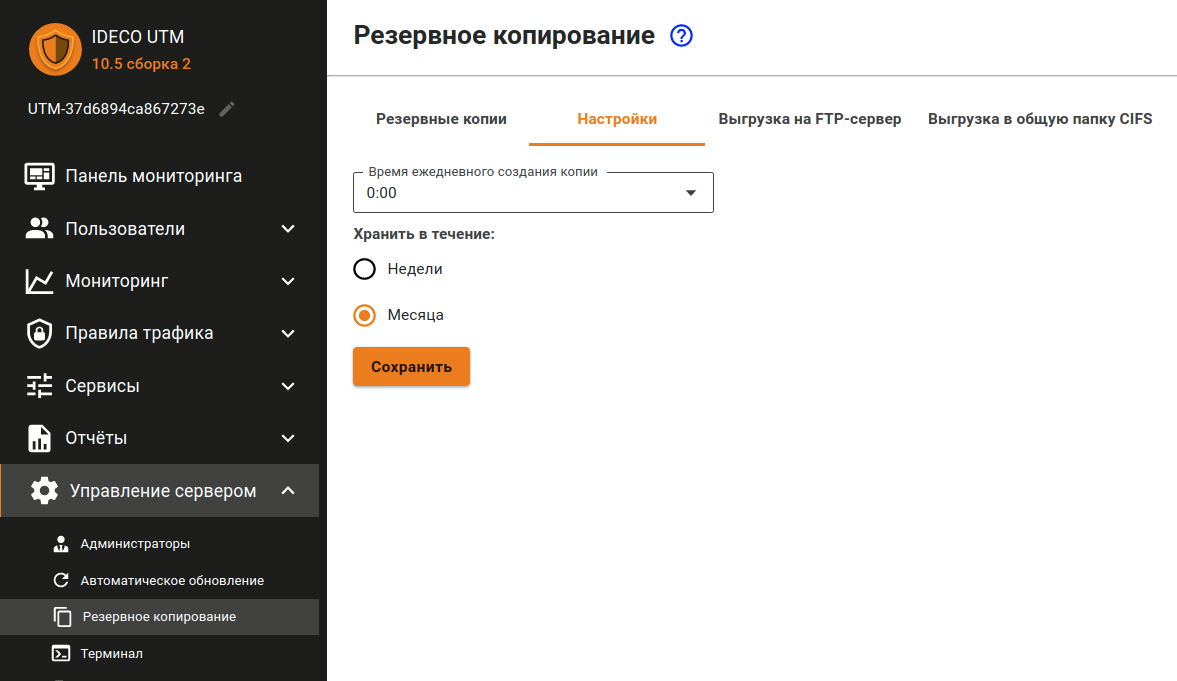 IDECO UTM
10.5 сборка 2
UTM-37d6894ca867273e
Панель мониторинга
Пользователи
Мониторинг
Правила трафика
Сервисы
Отчёты
Управление сервером
Администраторы
Автоматическое обновление
Резервное копирование
Терминал
Резервное копирование ?
Резервные копии Настройки Выгрузка на FTP-сервер Выгрузка в общую папку CIFS
Время ежедневного создания копии
0:00
Хранить в течение:
Недели
Месяца
Сохранить